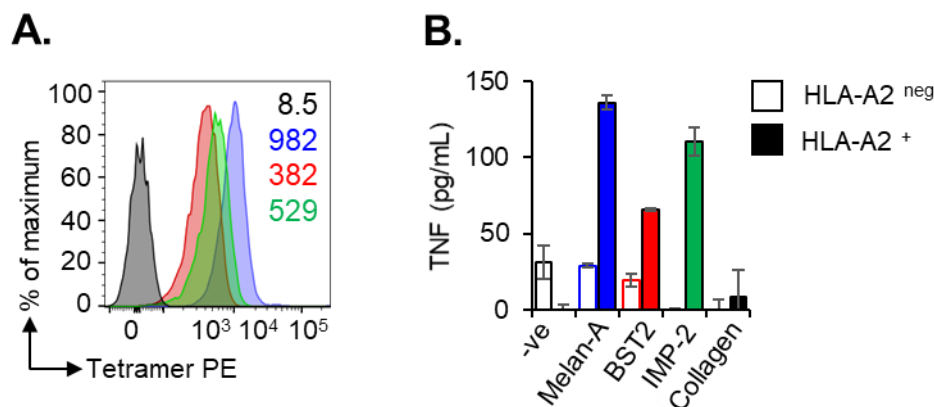 A.
% of maximum
100
80
60
40
20
0
8.5
982
382
529
0
10³
10⁴
10⁵
Tetramer PE
B.
TNF (pg/mL)
150
100
50
0
HLA-A2 neg
HLA-A2 +
-ve
Melan-A
BST2
IMP-2
Collagen